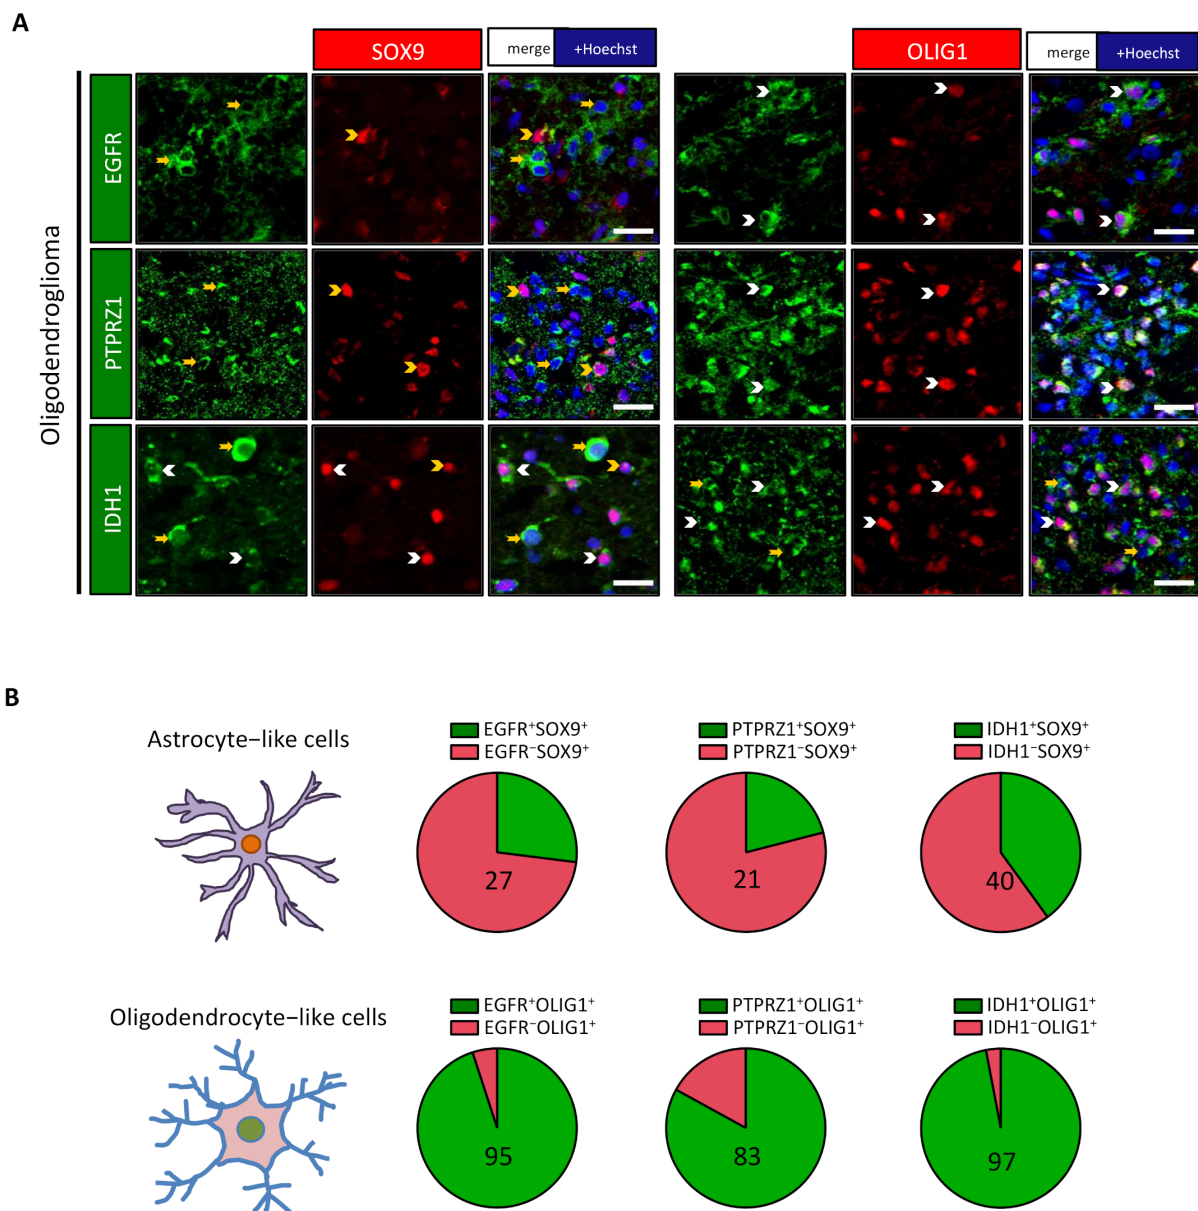 A
SOX9
merge
+Hoechst
OLIG1
merge
+Hoechst
Oligodendroglioma
EGFR
PTPRZ1
IDH1
B
Astrocyte−like cells
EGFR⁺SOX9⁺
EGFR⁻SOX9⁺
27
PTPRZ1⁺SOX9⁺
PTPRZ1⁻SOX9⁺
21
IDH1⁺SOX9⁺
IDH1⁻SOX9⁺
40
Oligodendrocyte−like cells
EGFR⁺OLIG1⁺
EGFR⁻OLIG1⁺
95
PTPRZ1⁺OLIG1⁺
PTPRZ1⁻OLIG1⁺
83
IDH1⁺OLIG1⁺
IDH1⁻OLIG1⁺
97